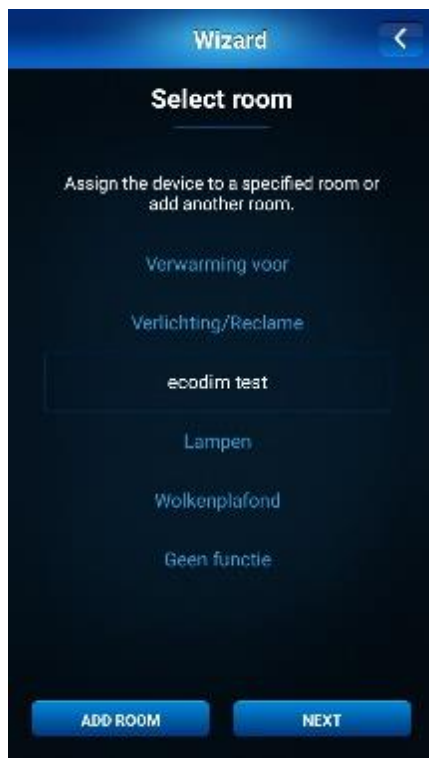 Wizard
Select room
Assign the device to a specified room or
add another room.
Verwarming voor
Verlichting/Reclame
ecodim test
Lampen
Wolkenplafond
Geen functie
ADD ROOM
NEXT